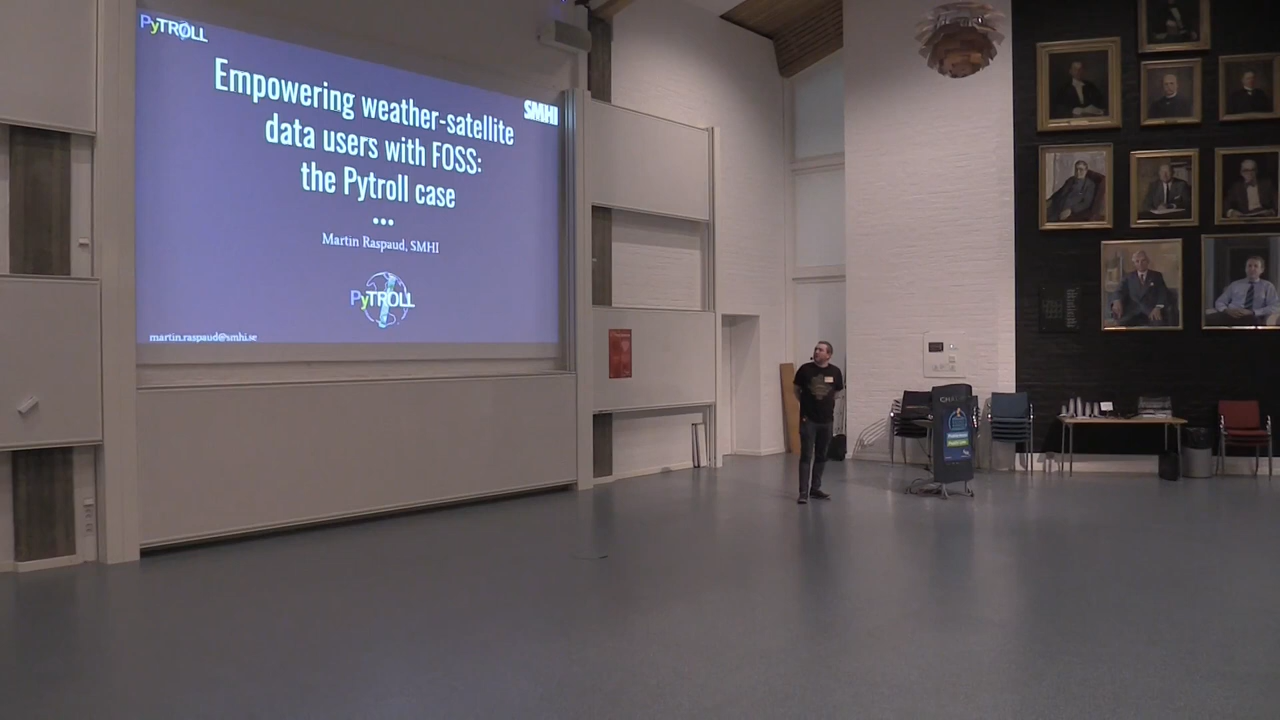 PyTROLL
Empowering weather-satellite
data users with FOSS:
the Pytroll case
SMHI
Martin Raspaud, SMHI
PyTROLL
martin.raspaud@smhi.se